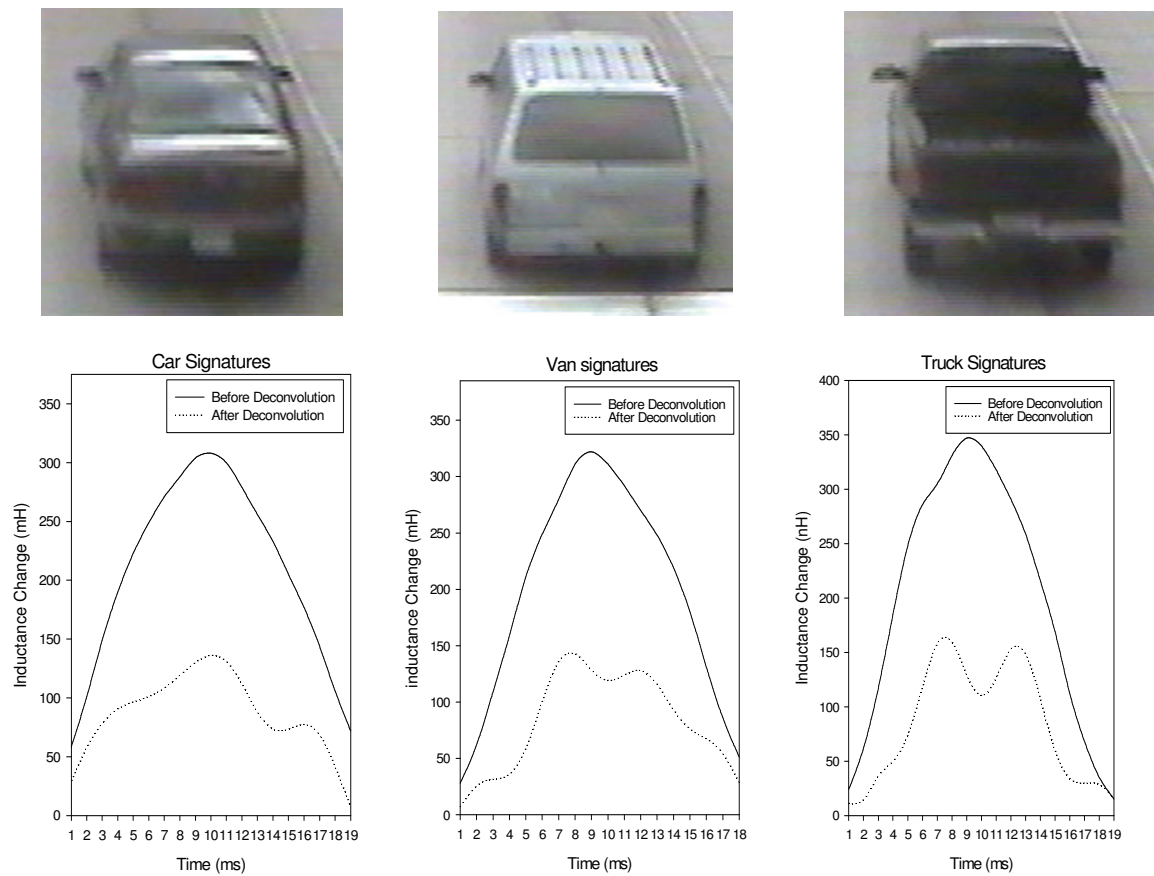 Car Signatures
Before Deconvolution
After Deconvolution
350
300
250
200
150
100
50
0
Inductance Change (mH)
1 2 3 4 5 6 7 8 9 10 11 12 13 14 15 16 17 18 19
Time (ms)
Van signatures
Before Deconvolution
After Deconvolution
350
300
250
200
150
100
50
0
inductance Change (mH)
1 2 3 4 5 6 7 8 9 10 11 12 13 14 15 16 17 18
Time (ms)
Truck Signatures
Before Deconvolution
After Deconvolution
400
350
300
250
200
150
100
50
0
Inductance Change (nH)
1 2 3 4 5 6 7 8 9 10 11 12 13 14 15 16 17 18 19
Time (ms)